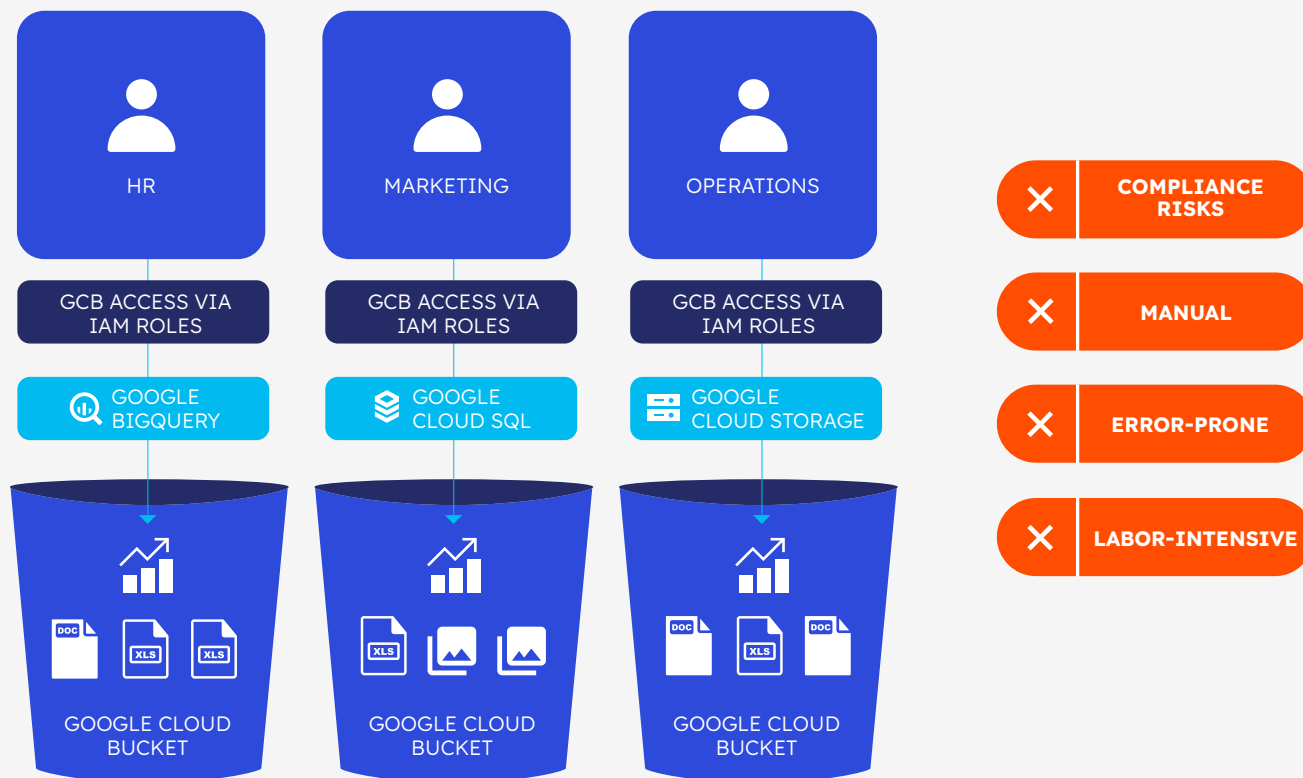 HR
GCB ACCESS VIA
IAM ROLES
GOOGLE
BIGQUERY
DOC
XLS
XLS
GOOGLE CLOUD
BUCKET
MARKETING
GCB ACCESS VIA
IAM ROLES
GOOGLE
CLOUD SQL
XLS
GOOGLE CLOUD
BUCKET
OPERATIONS
GCB ACCESS VIA
IAM ROLES
GOOGLE
CLOUD STORAGE
DOC
XLS
DOC
GOOGLE CLOUD
BUCKET
COMPLIANCE
RISKS
MANUAL
ERROR-PRONE
LABOR-INTENSIVE